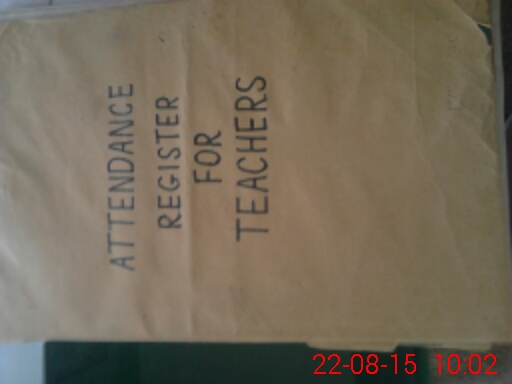 ATTENDANCE
REGISTER
FOR
TEACHERS
22-08-15 10:02